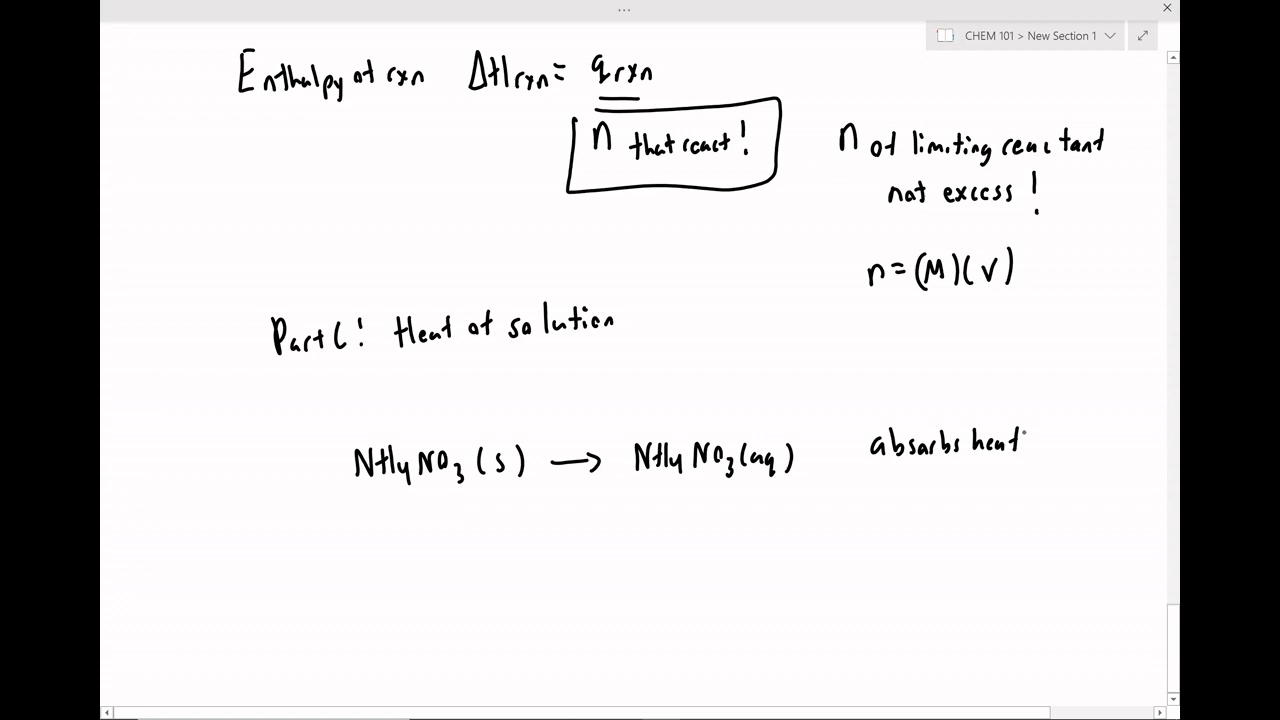 CHEM 101 > New Section 1
Enthalpy of rxn ΔHrxn = qrxn
n that react!
n of limiting reactant
not excess!
n = (M)(V)
Part C: Heat of solution
NH4NO3(s) → NH4NO3(aq) absorbs heat